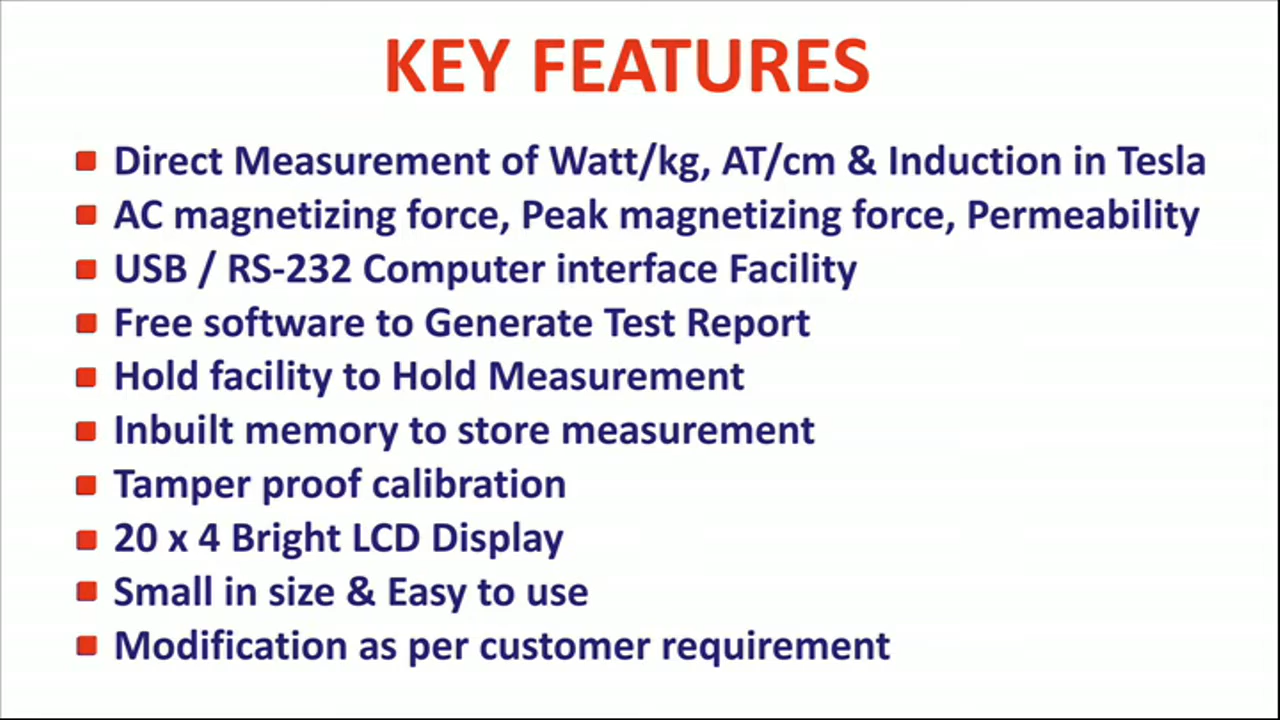 KEY FEATURES
Direct Measurement of Watt/kg, AT/cm & Induction in Tesla
AC magnetizing force, Peak magnetizing force, Permeability
USB / RS-232 Computer interface Facility
Free software to Generate Test Report
Hold facility to Hold Measurement
Inbuilt memory to store measurement
Tamper proof calibration
20 x 4 Bright LCD Display
Small in size & Easy to use
Modification as per customer requirement